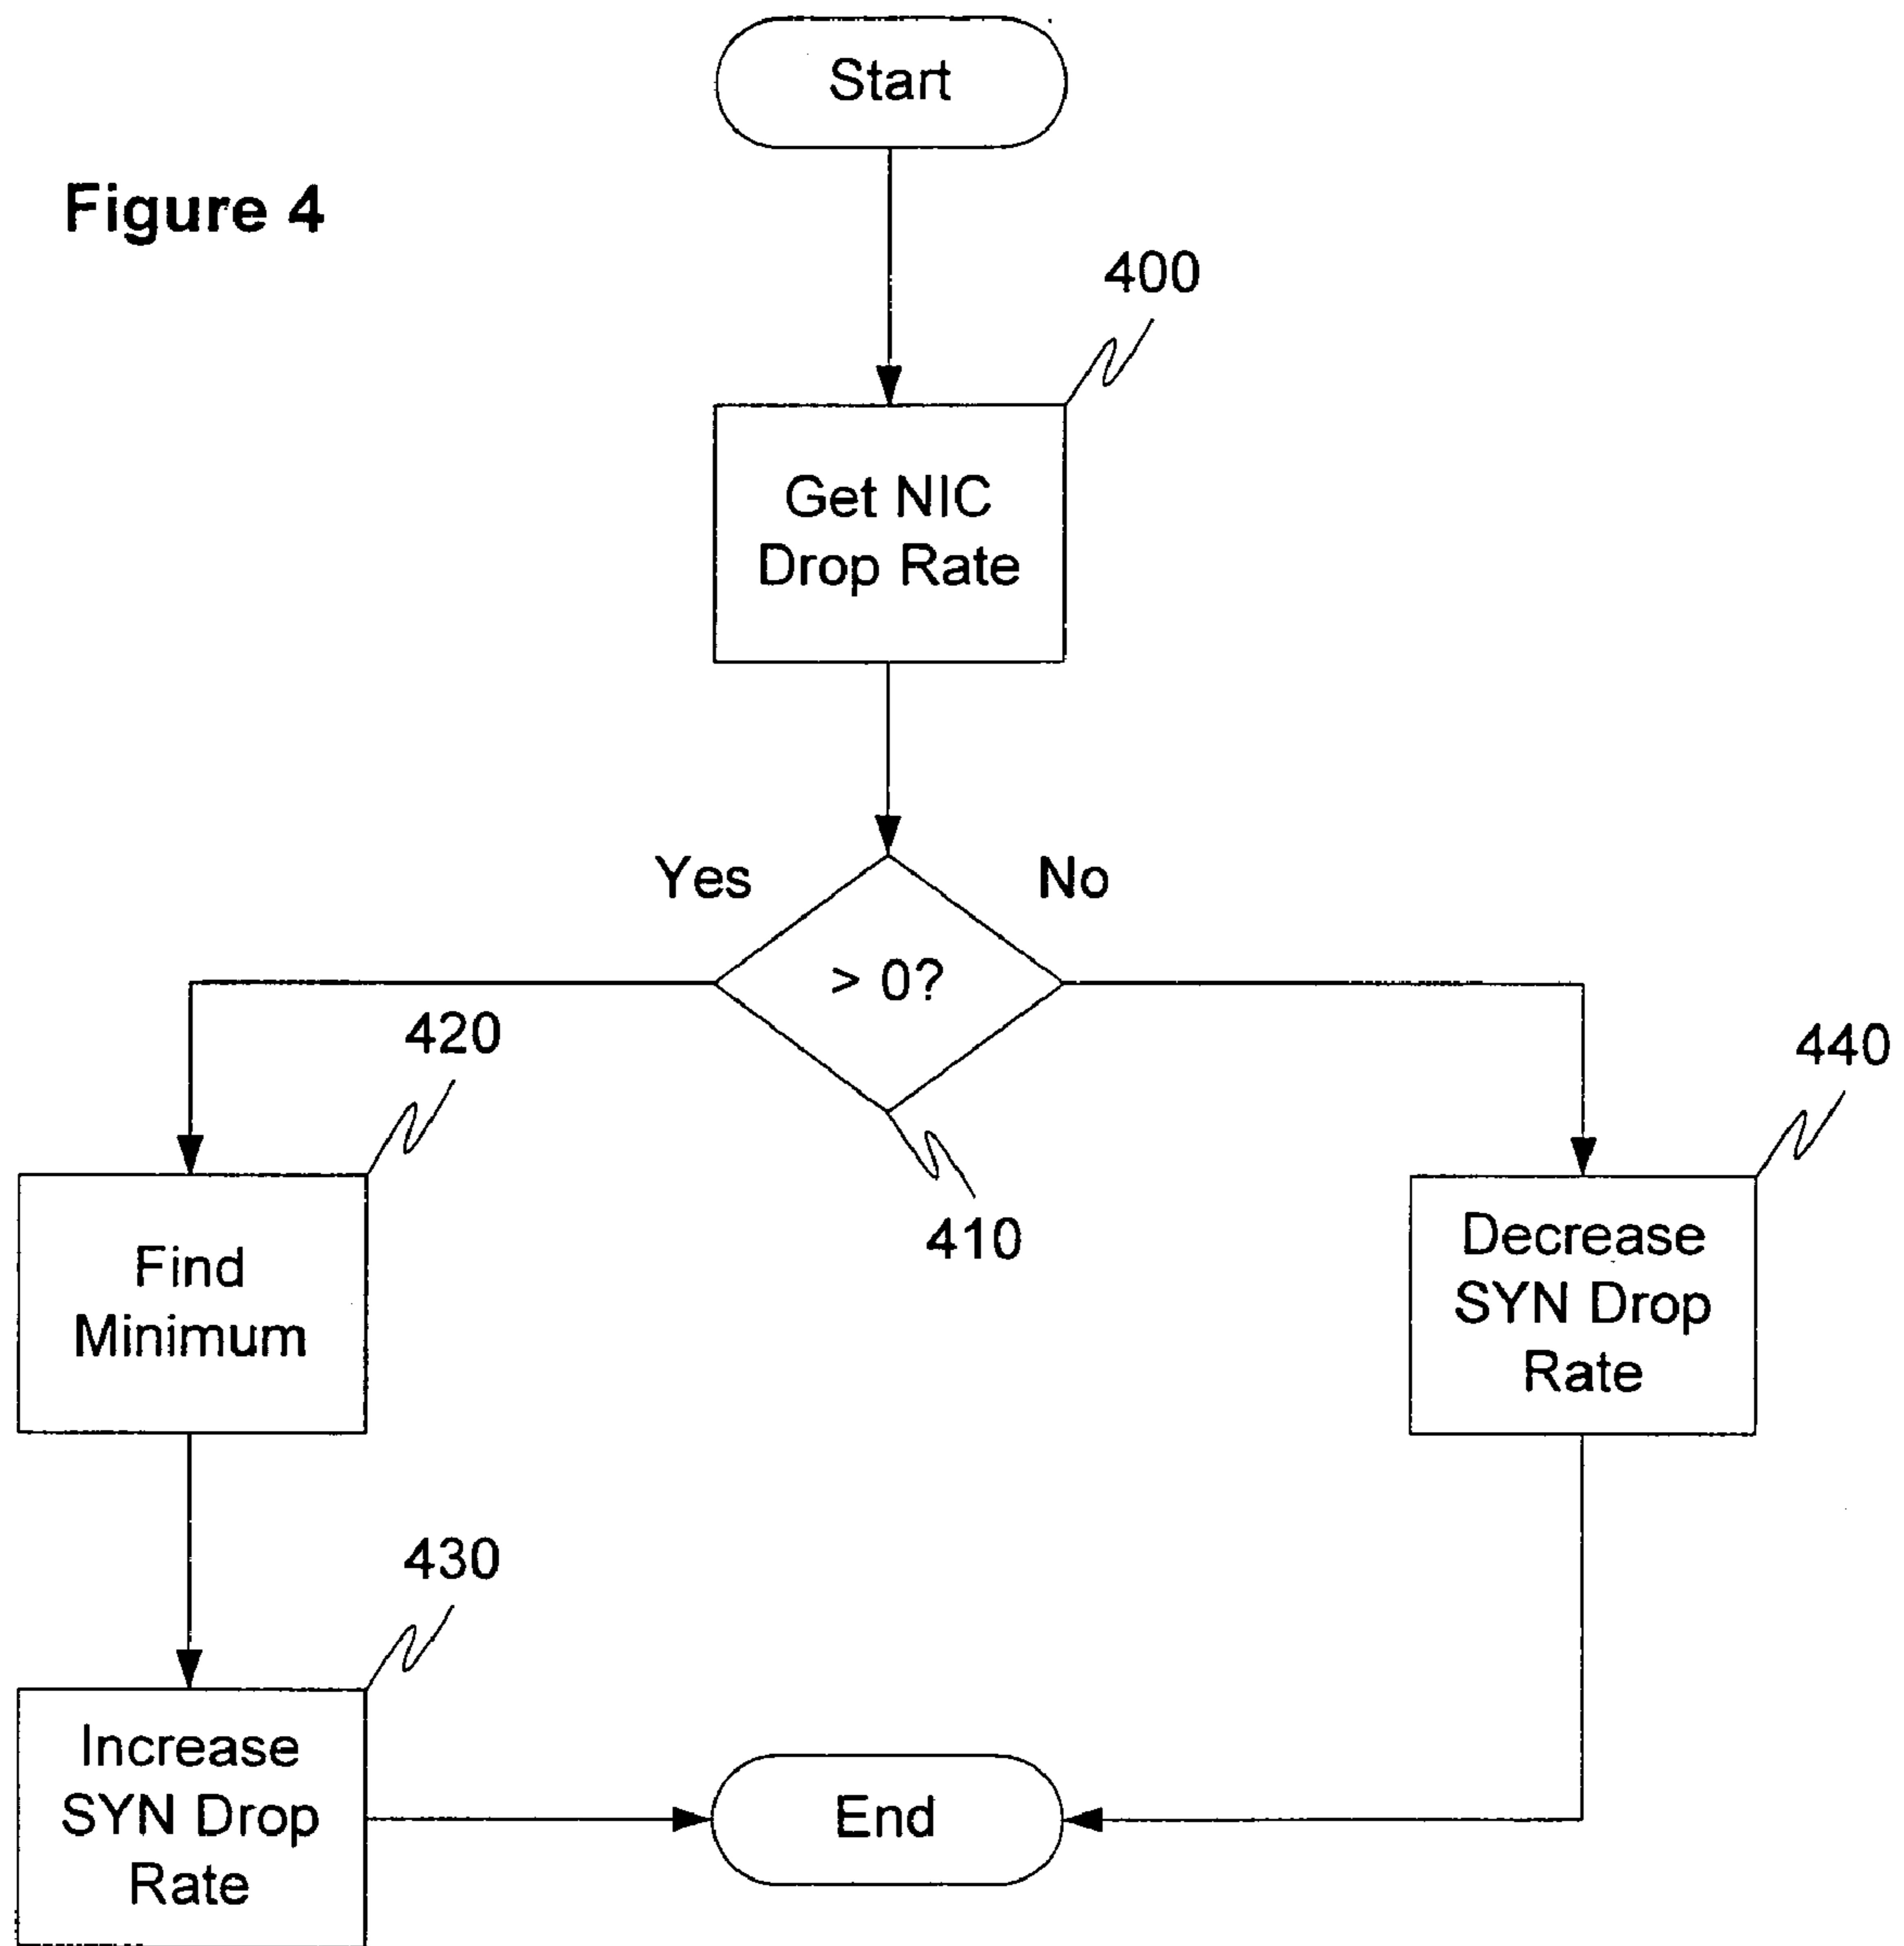 Start
Figure 4
400
Get NIC
Drop Rate
Yes
No
> 0?
420
440
410
Find
Minimum
Decrease
SYN Drop
Rate
430
Increase
SYN Drop
Rate
End